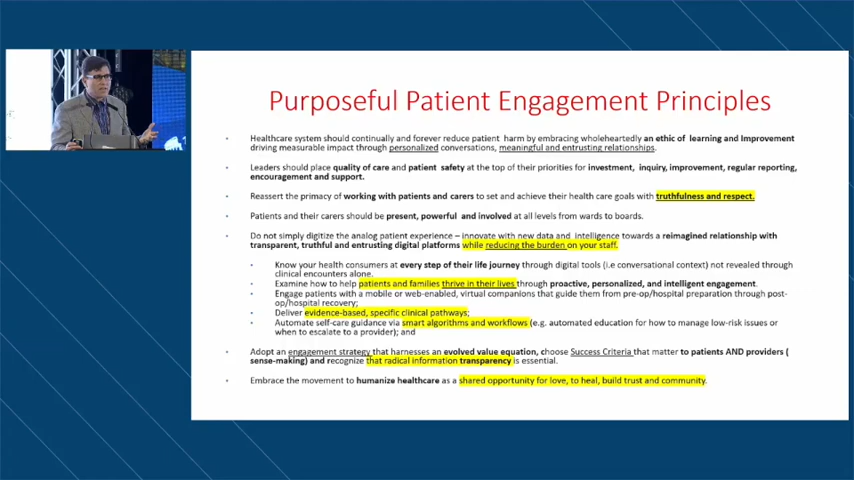 Purposeful Patient Engagement Principles
Healthcare system should continually and forever reduce patient harm by embracing wholeheartedly an ethic of learning and Improvement
driving measurable impact through personalized conversations, meaningful and entrusting relationships.
Leaders should place quality of care and patient safety at the top of their priorities for investment, inquiry, improvement, regular reporting,
encouragement and support.
Reassert the primacy of working with patients and carers to set and achieve their health care goals with truthfulness and respect.
Patients and their carers should be present, powerful and involved at all levels from wards to boards.
Do not simply digitize the analog patient experience – innovate with new data and intelligence towards a reimagined relationship with
transparent, truthful and entrusting digital platforms while reducing the burden on your staff.
Know your health consumers at every step of their life journey through digital tools (i.e conversational context) not revealed through
clinical encounters alone.
Examine how to help patients and families thrive in their lives through proactive, personalized, and intelligent engagement.
Engage patients with a mobile or web-enabled, virtual companions that guide them from pre-op/hospital preparation through post-
op/hospital recovery;
Deliver evidence-based, specific clinical pathways;
Automate self-care guidance via smart algorithms and workflows (e.g. automated education for how to manage low-risk issues or
when to escalate to a provider); and
Adopt an engagement strategy that harnesses an evolved value equation, choose Success Criteria that matter to patients AND providers (
sense-making) and recognize that radical information transparency is essential.
Embrace the movement to humanize healthcare as a shared opportunity for love, to heal, build trust and community.